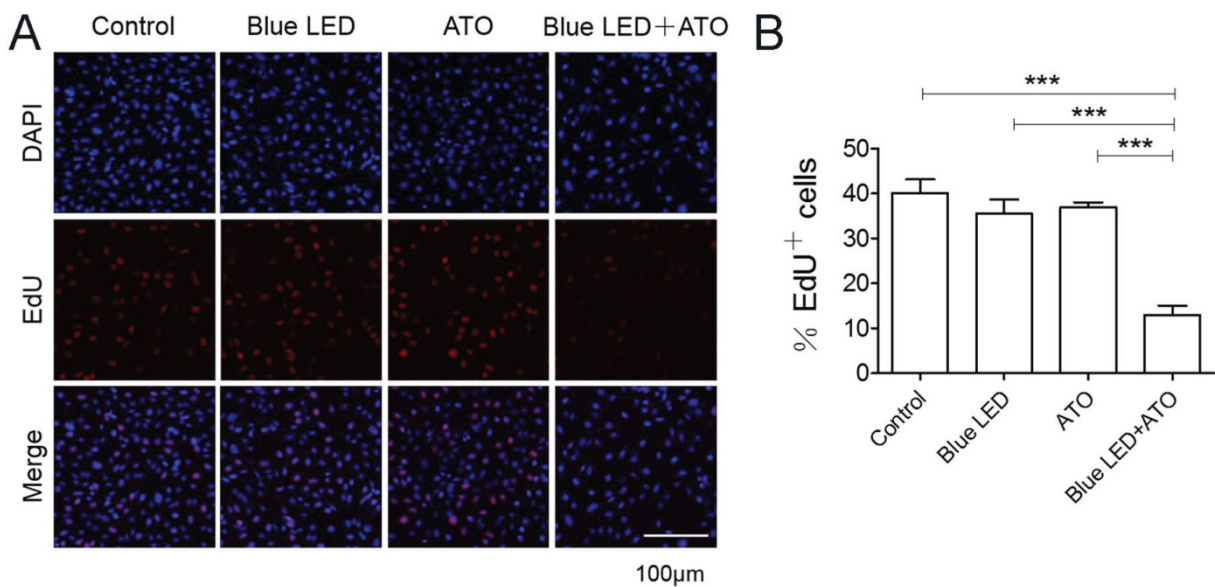 A
Control
Blue LED
ATO
Blue LED+ATO
DAPI
EdU
Merge
100μm
B
***
***
***
% EdU+ cells
50
40
30
20
10
0
Control
Blue LED
ATO
Blue LED+ATO